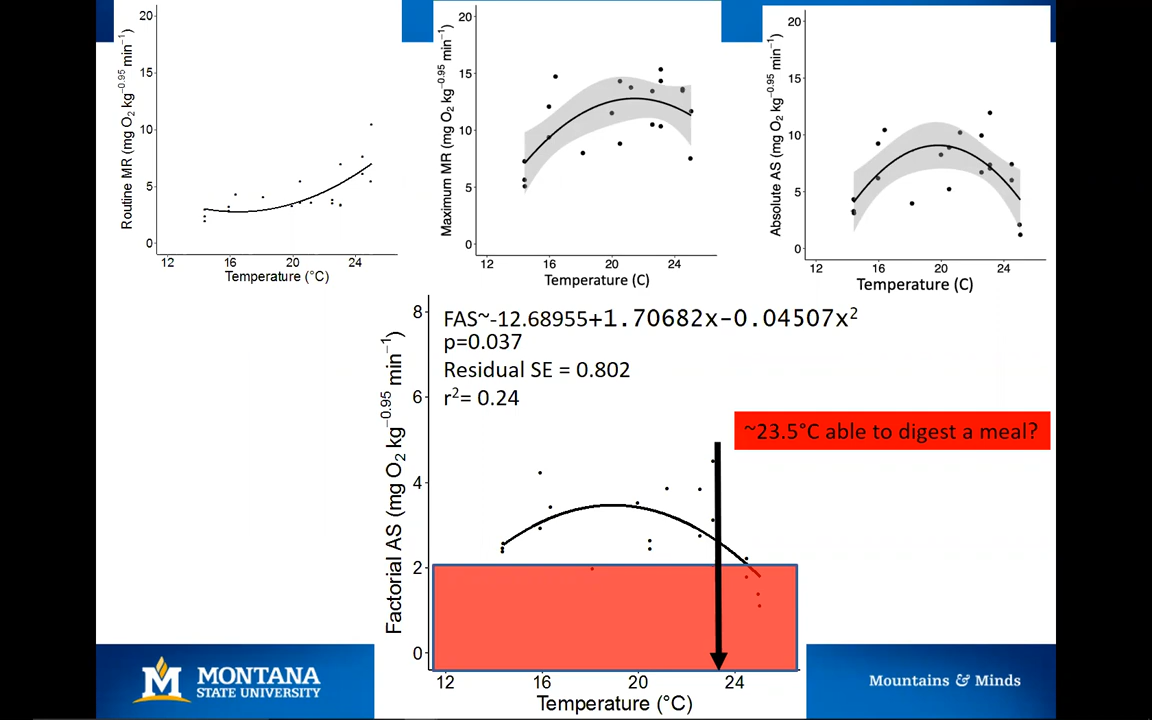 20
15
10
5
0
Routine MR (mg O2 kg−0.95 min−1)
12 16 20 24
Temperature (°C)
20
15
10
5
0
Maximum MR (mg O2 kg−0.95 min−1)
12 16 20 24
Temperature (C)
20
15
10
5
0
Absolute AS (mg O2 kg−0.95 min−1)
12 16 20 24
Temperature (C)
FAS~-12.68955+1.70682x−0.04507x2
p=0.037
Residual SE = 0.802
r2= 0.24
~23.5°C able to digest a meal?
8
6
4
2
0
Factorial AS (mg O2 kg−0.95 min−1)
12 16 20 24
Temperature (°C)
M
MONTANA
STATE UNIVERSITY
Mountains & Minds